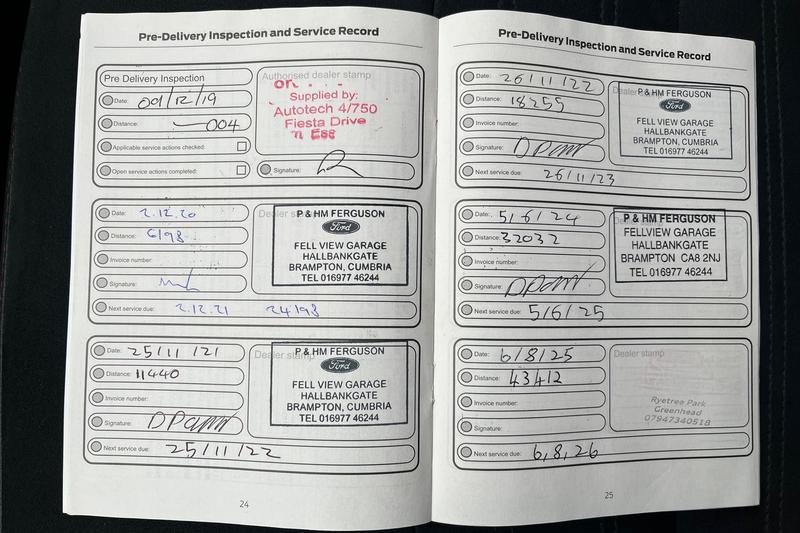 Pre-Delivery Inspection and Service Record
Pre Delivery Inspection
Date: 001/12/19
Distance: 004
Applicable service actions checked:
Open service actions completed:
Authorised dealer stamp
on
Supplied by:
Autotech 4/750
Fiesta Drive
Ess
Signature:
Date: 2.12.20
Distance: 6198
Invoice number:
Signature:
Next service due: 2.12.21 24198
Dealer stamp
P & HM FERGUSON
Ford
FELL VIEW GARAGE
HALLBANKGATE
BRAMPTON, CUMBRIA
TEL 016977 46244
Date: 25/11/21
Distance: 11440
Invoice number:
Signature:
Next service due: 25/11/22
Dealer stamp
P & HM FERGUSON
Ford
FELL VIEW GARAGE
HALLBANKGATE
BRAMPTON, CUMBRIA
TEL 016977 46244
24
Pre-Delivery Inspection and Service Record
Date: 26/11/22
Distance: 18255
Invoice number:
Signature:
Next service due: 26/11/23
Dealer
P & HM FERGUSON
Ford
FELL VIEW GARAGE
HALLBANKGATE
BRAMPTON, CUMBRIA
TEL 016977 46244
Date: 5/6/24
Distance: 32032
Invoice number:
Signature:
Next service due: 5/6/25
P & HM FERGUSON
FELLVIEW GARAGE
HALLBANKGATE
BRAMPTON CA8 2NJ
TEL 016977 46244
Date: 6/8/25
Distance: 43412
Invoice number:
Signature:
Next service due: 6,8,26
Dealer stamp
Ryetree Park
Greenhead
07947340518
25